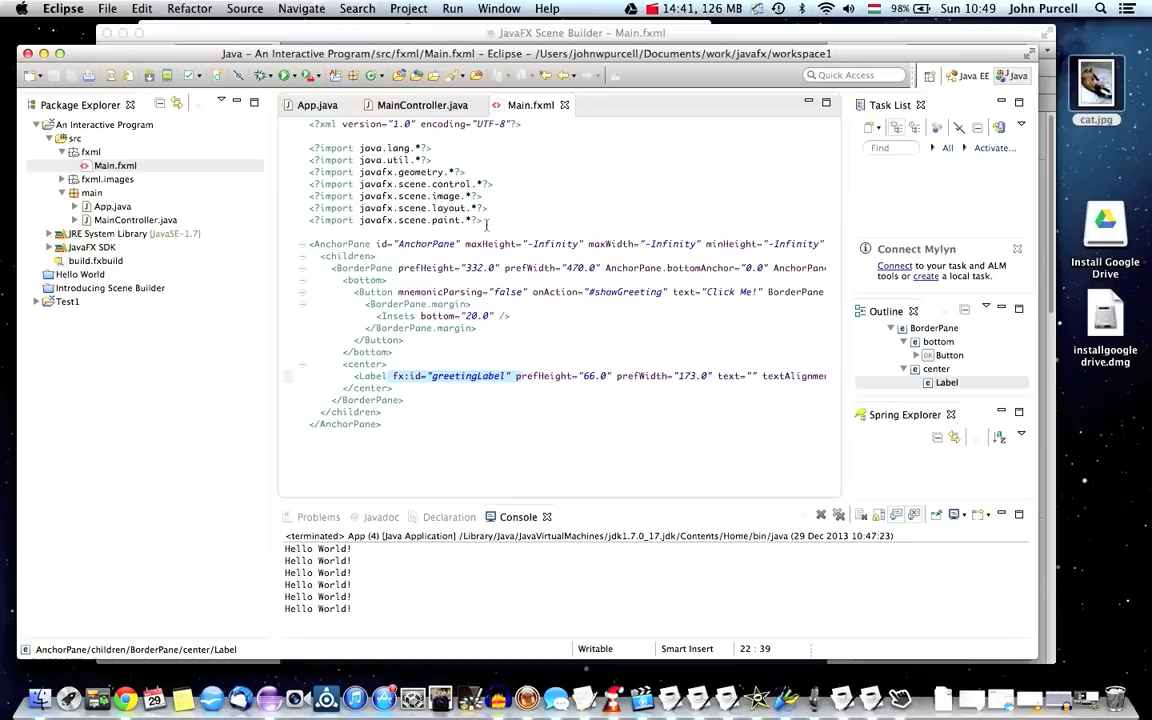 Eclipse File Edit Refactor Source Navigate Search Project Run Window Help 14:41, 126 MB 98% Sun 10:49 John Purcell
JavaFX Scene Builder - Main.fxml
Java - An Interactive Program/src/fxml/Main.fxml - Eclipse - /Users/johnwpurcell/Documents/work/javafx/workspace1
Quick Access Java EE Java
Package Explorer
An Interactive Program
src
fxml
Main.fxml
fxml.images
main
App.java
MainController.java
JRE System Library [JavaSE-1.7]
JavaFX SDK
build.fxbuild
Hello World
Introducing Scene Builder
Test1
App.java MainController.java Main.fxml
<?xml version="1.0" encoding="UTF-8"?>
<?import java.lang.*?>
<?import java.util.*?>
<?import javafx.geometry.*?>
<?import javafx.scene.control.*?>
<?import javafx.scene.image.*?>
<?import javafx.scene.layout.*?>
<?import javafx.scene.paint.*?>
<AnchorPane id="AnchorPane" maxHeight="-Infinity" maxWidth="-Infinity" minHeight="-Infinity"
<children>
<BorderPane prefHeight="332.0" prefWidth="470.0" AnchorPane.bottomAnchor="0.0" AnchorPan
<bottom>
<Button mnemonicParsing="false" onAction="#showGreeting" text="Click Me!" BorderPane
<BorderPane.margin>
<Insets bottom="20.0" />
</BorderPane.margin>
</Button>
</bottom>
<center>
<Label fx:id="greetingLabel" prefHeight="66.0" prefWidth="173.0" text="" textAlignmen
</center>
</BorderPane>
</children>
</AnchorPane>
Task List
Find All Activate...
Connect Mylyn
Connect to your task and ALM
tools or create a local task.
Outline
BorderPane
bottom
OK Button
center
Label
Spring Explorer
Problems Javadoc Declaration Console
<terminated> App (4) [Java Application] /Library/Java/JavaVirtualMachines/jdk1.7.0_17.jdk/Contents/Home/bin/java (29 Dec 2013 10:47:23)
Hello World!
Hello World!
Hello World!
Hello World!
Hello World!
Hello World!
AnchorPane/children/BorderPane/center/Label Writable Smart Insert 22 : 39
cat.jpg
Install Google
Drive
installgoogle
drive.dmg
29